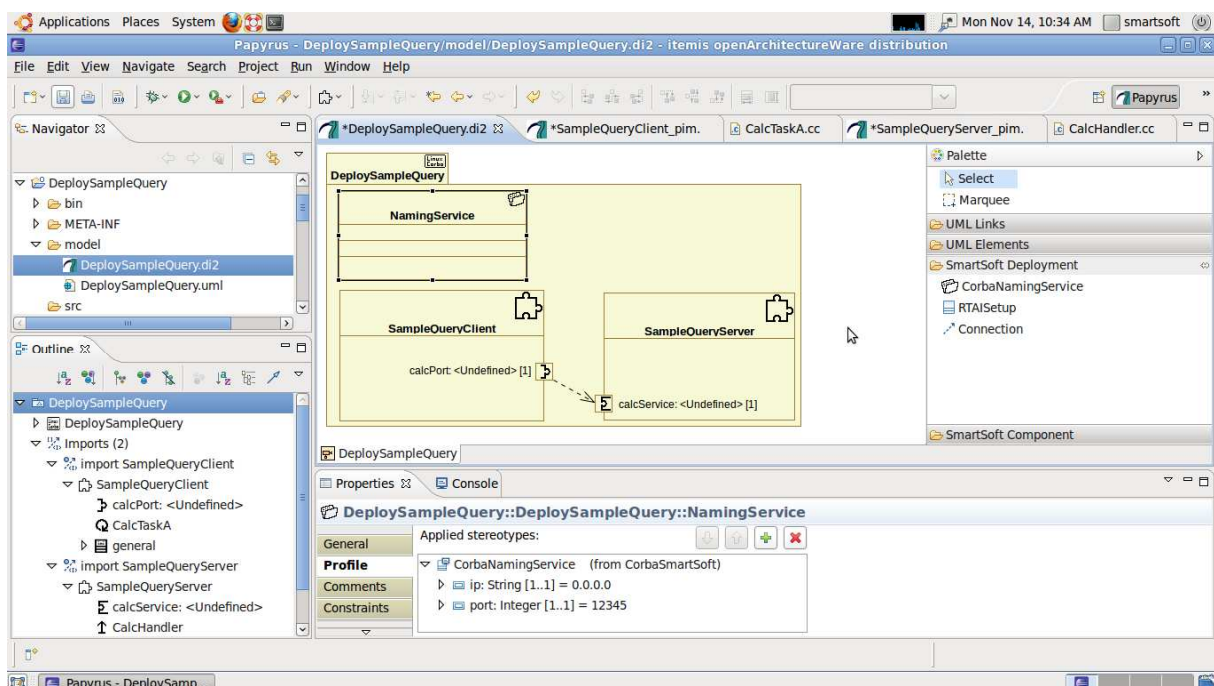 Applications Places System Mon Nov 14, 10:34 AM smartsoft
Papyrus - DeploySampleQuery/model/DeploySampleQuery.di2 - itemis openArchitectureWare distribution
File Edit View Navigate Search Project Run Window Help
Papyrus »
Navigator
*DeploySampleQuery.di2 *SampleQueryClient_pim. CalcTaskA.cc *SampleQueryServer_pim. CalcHandler.cc
DeploySampleQuery
bin
META-INF
model
DeploySampleQuery.di2
DeploySampleQuery.uml
src
Linux
Corba
DeploySampleQuery
NamingService
SampleQueryClient
SampleQueryServer
calcPort: <Undefined> [1]
calcService: <Undefined> [1]
DeploySampleQuery
Palette
Select
Marquee
UML Links
UML Elements
SmartSoft Deployment
CorbaNamingService
RTAISetup
Connection
SmartSoft Component
Outline
DeploySampleQuery
DeploySampleQuery
Imports (2)
import SampleQueryClient
SampleQueryClient
calcPort: <Undefined>
CalcTaskA
general
import SampleQueryServer
SampleQueryServer
calcService: <Undefined>
CalcHandler
Properties Console
DeploySampleQuery::DeploySampleQuery::NamingService
General
Profile
Comments
Constraints
Applied stereotypes:
CorbaNamingService (from CorbaSmartSoft)
ip: String [1..1] = 0.0.0.0
port: Integer [1..1] = 12345
Papyrus - DeploySamp...